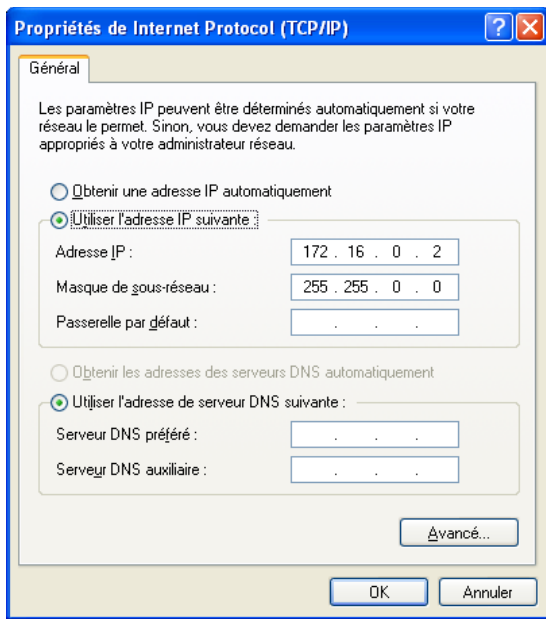 Propriétés de Internet Protocol (TCP/IP)
Général
Les paramètres IP peuvent être déterminés automatiquement si votre
réseau le permet. Sinon, vous devez demander les paramètres IP
appropriés à votre administrateur réseau.
Obtenir une adresse IP automatiquement
Utiliser l'adresse IP suivante :
Adresse IP : 172 . 16 . 0 . 2
Masque de sous-réseau : 255 . 255 . 0 . 0
Passerelle par défaut : . . .
Obtenir les adresses des serveurs DNS automatiquement
Utiliser l'adresse de serveur DNS suivante :
Serveur DNS préféré : . . .
Serveur DNS auxiliaire : . . .
Avancé...
OK Annuler